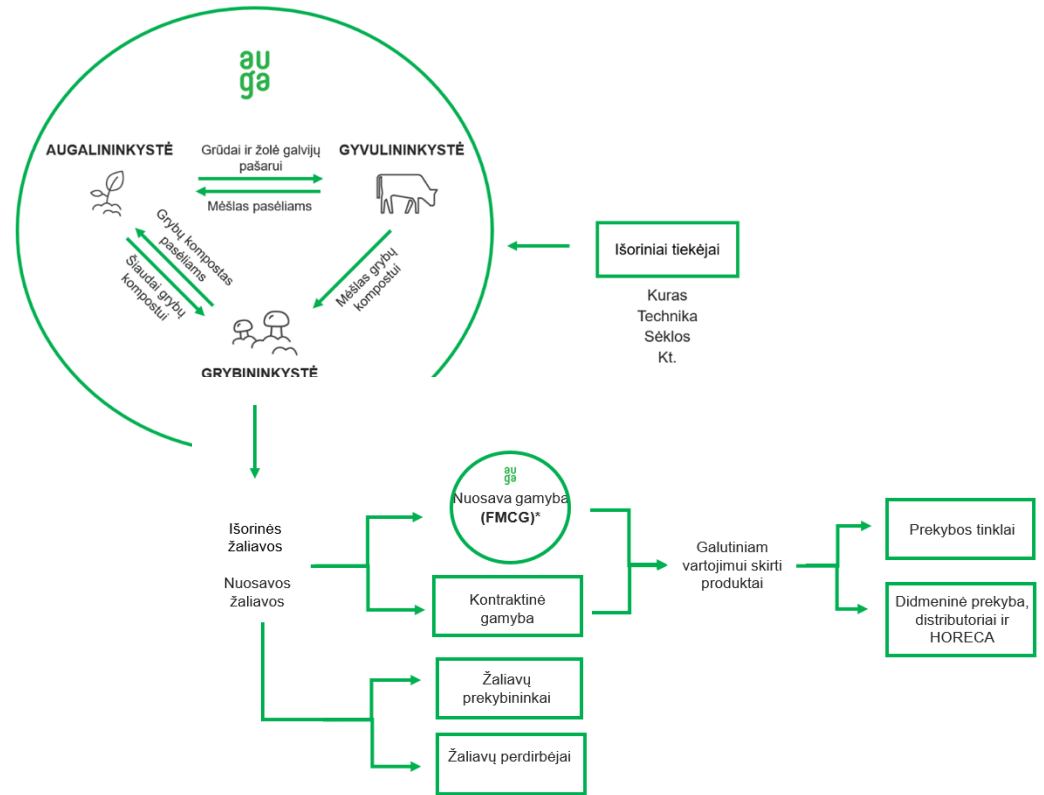 au
ga
AUGALININKYSTĖ
Grūdai ir žolė galvijų
pašarui
GYVULININKYSTĖ
Mėšlas pasėliams
Grybų kompostas
pasėliams
Šiaudai grybų
kompostui
Mėšlas grybų
kompostui
GRYBININKYSTĖ
Išoriniai tiekėjai
Kuras
Technika
Sėklos
Kt.
Išorinės
žaliavos
Nuosavos
žaliavos
au
ga
Nuosava gamyba
(FMCG)*
Kontraktinė
gamyba
Žaliavų
prekybininkai
Žaliavų perdirbėjai
Galutiniam
vartojimui skirti
produktai
Prekybos tinklai
Didmeninė prekyba,
distributoriai ir
HORECA